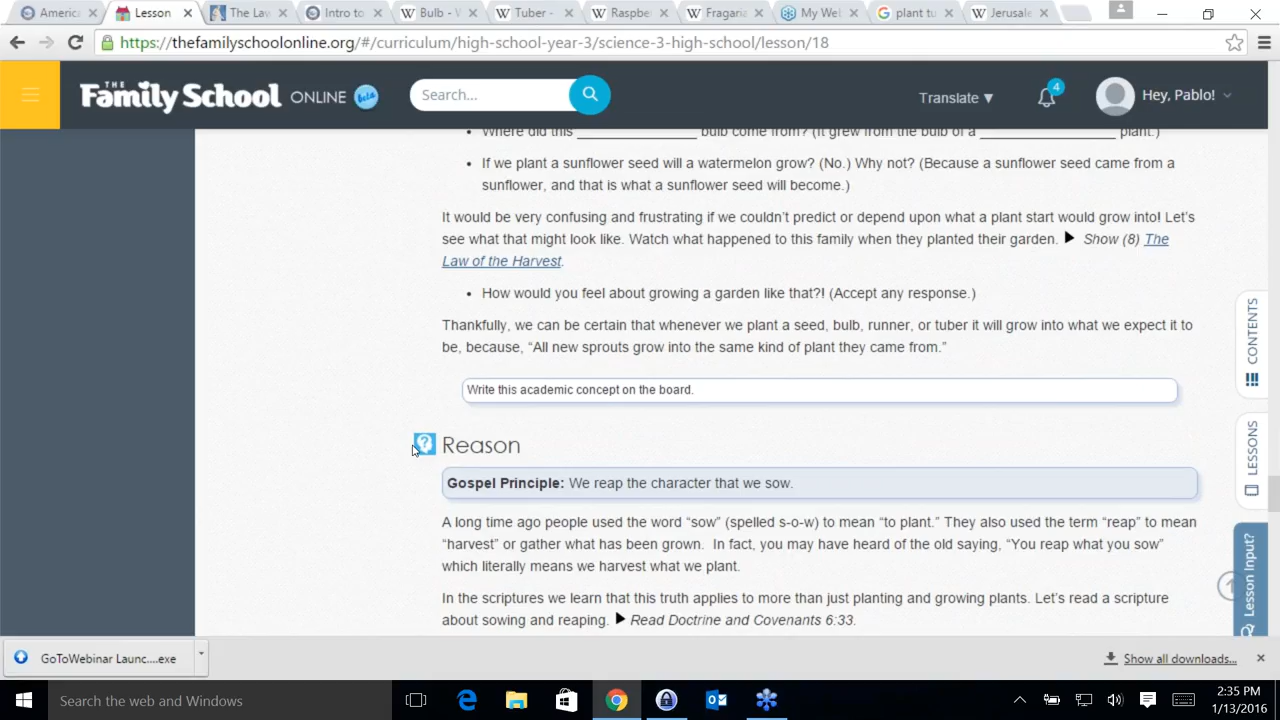 Americ
Lesson
The Law
Intro to
Bulb - W
Tuber -
Raspbe
Fragaria
My Web
plant tu
Jerusale
https://thefamilyschoolonline.org/#/curriculum/high-school-year-3/science-3-high-school/lesson/18
THE Family School ONLINE beta
Search...
Translate ▼
4
Hey, Pablo!
• Where did this ________________ bulb come from? (It grew from the bulb of a __________________ plant.)
• If we plant a sunflower seed will a watermelon grow? (No.) Why not? (Because a sunflower seed came from a
sunflower, and that is what a sunflower seed will become.)
It would be very confusing and frustrating if we couldn't predict or depend upon what a plant start would grow into! Let's
see what that might look like. Watch what happened to this family when they planted their garden. ▶ Show (8) The
Law of the Harvest.
• How would you feel about growing a garden like that?! (Accept any response.)
Thankfully, we can be certain that whenever we plant a seed, bulb, runner, or tuber it will grow into what we expect it to
be, because, “All new sprouts grow into the same kind of plant they came from.”
Write this academic concept on the board.
Reason
Gospel Principle: We reap the character that we sow.
A long time ago people used the word “sow” (spelled s-o-w) to mean “to plant.” They also used the term “reap” to mean
“harvest” or gather what has been grown. In fact, you may have heard of the old saying, “You reap what you sow”
which literally means we harvest what we plant.
In the scriptures we learn that this truth applies to more than just planting and growing plants. Let's read a scripture
about sowing and reaping. ▶ Read Doctrine and Covenants 6:33.
CONTENTS
LESSONS
Lesson Input?
GoToWebinar Launc....exe
Show all downloads...
Search the web and Windows
2:35 PM
1/13/2016